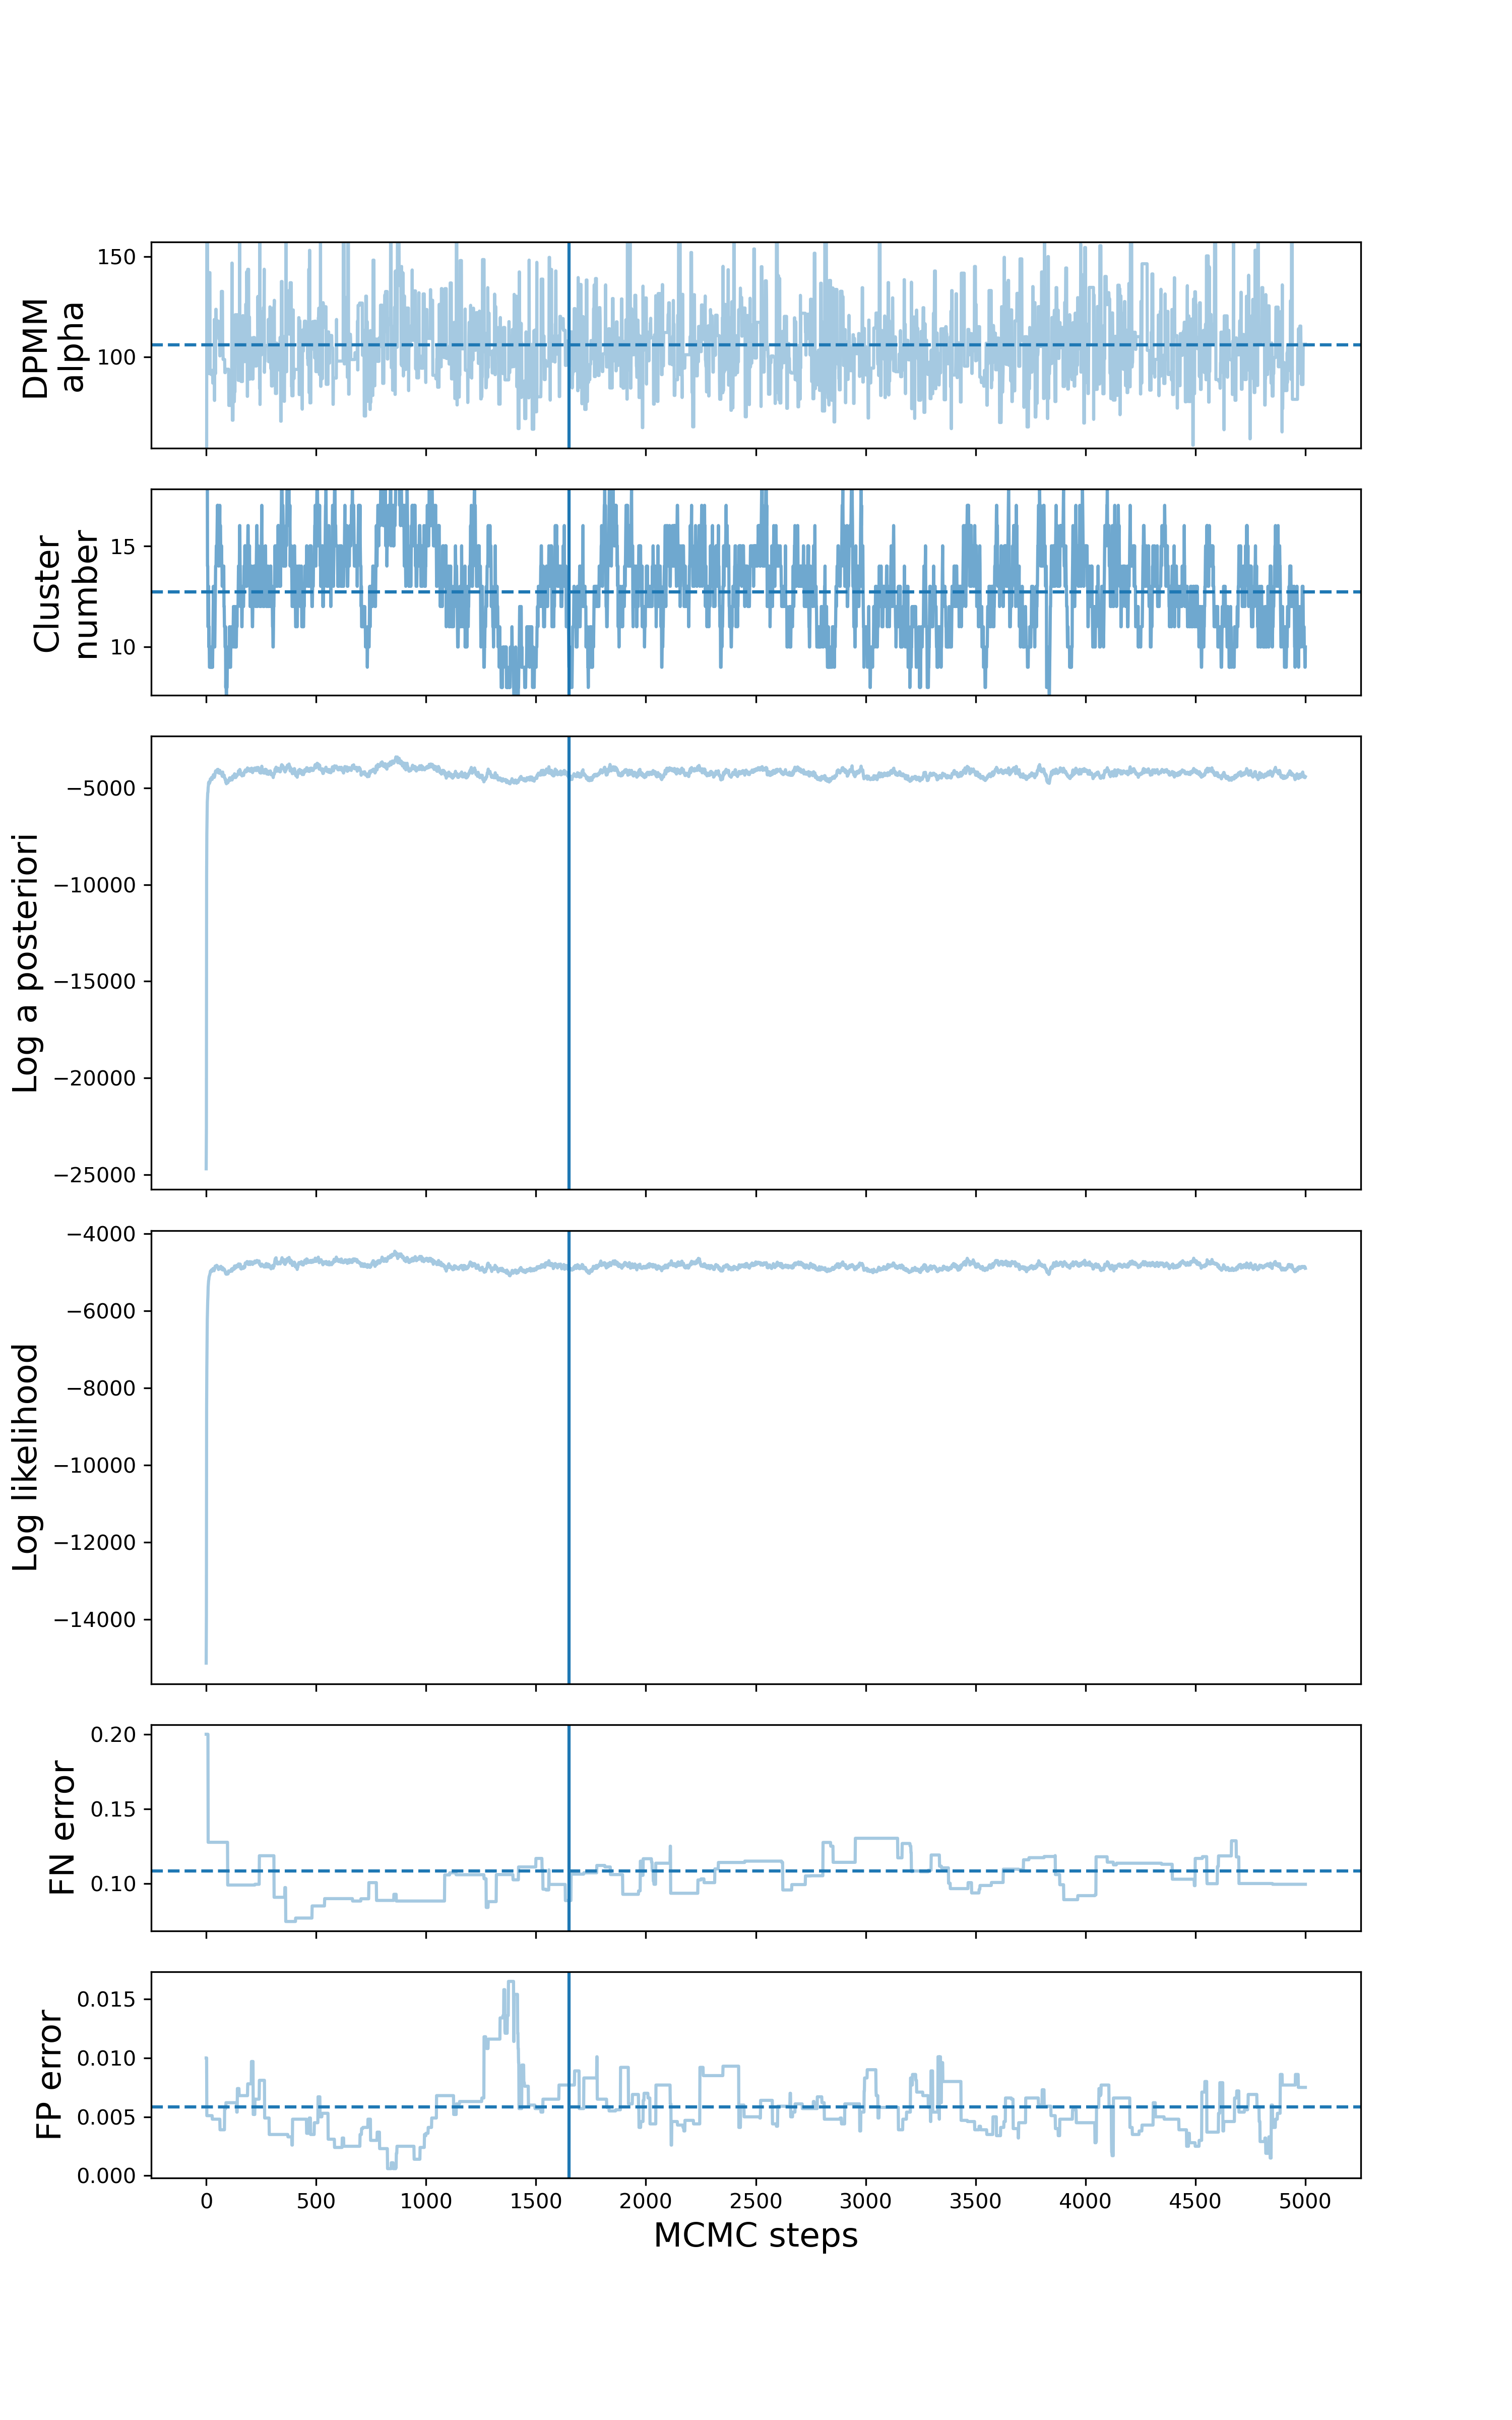 DPMM
alpha
150
100
Cluster
number
15
10
Log a posteriori
−5000
−10000
−15000
−20000
−25000
Log likelihood
−4000
−6000
−8000
−10000
−12000
−14000
FN error
0.20
0.15
0.10
FP error
0.015
0.010
0.005
0.000
0 500 1000 1500 2000 2500 3000 3500 4000 4500 5000
MCMC steps